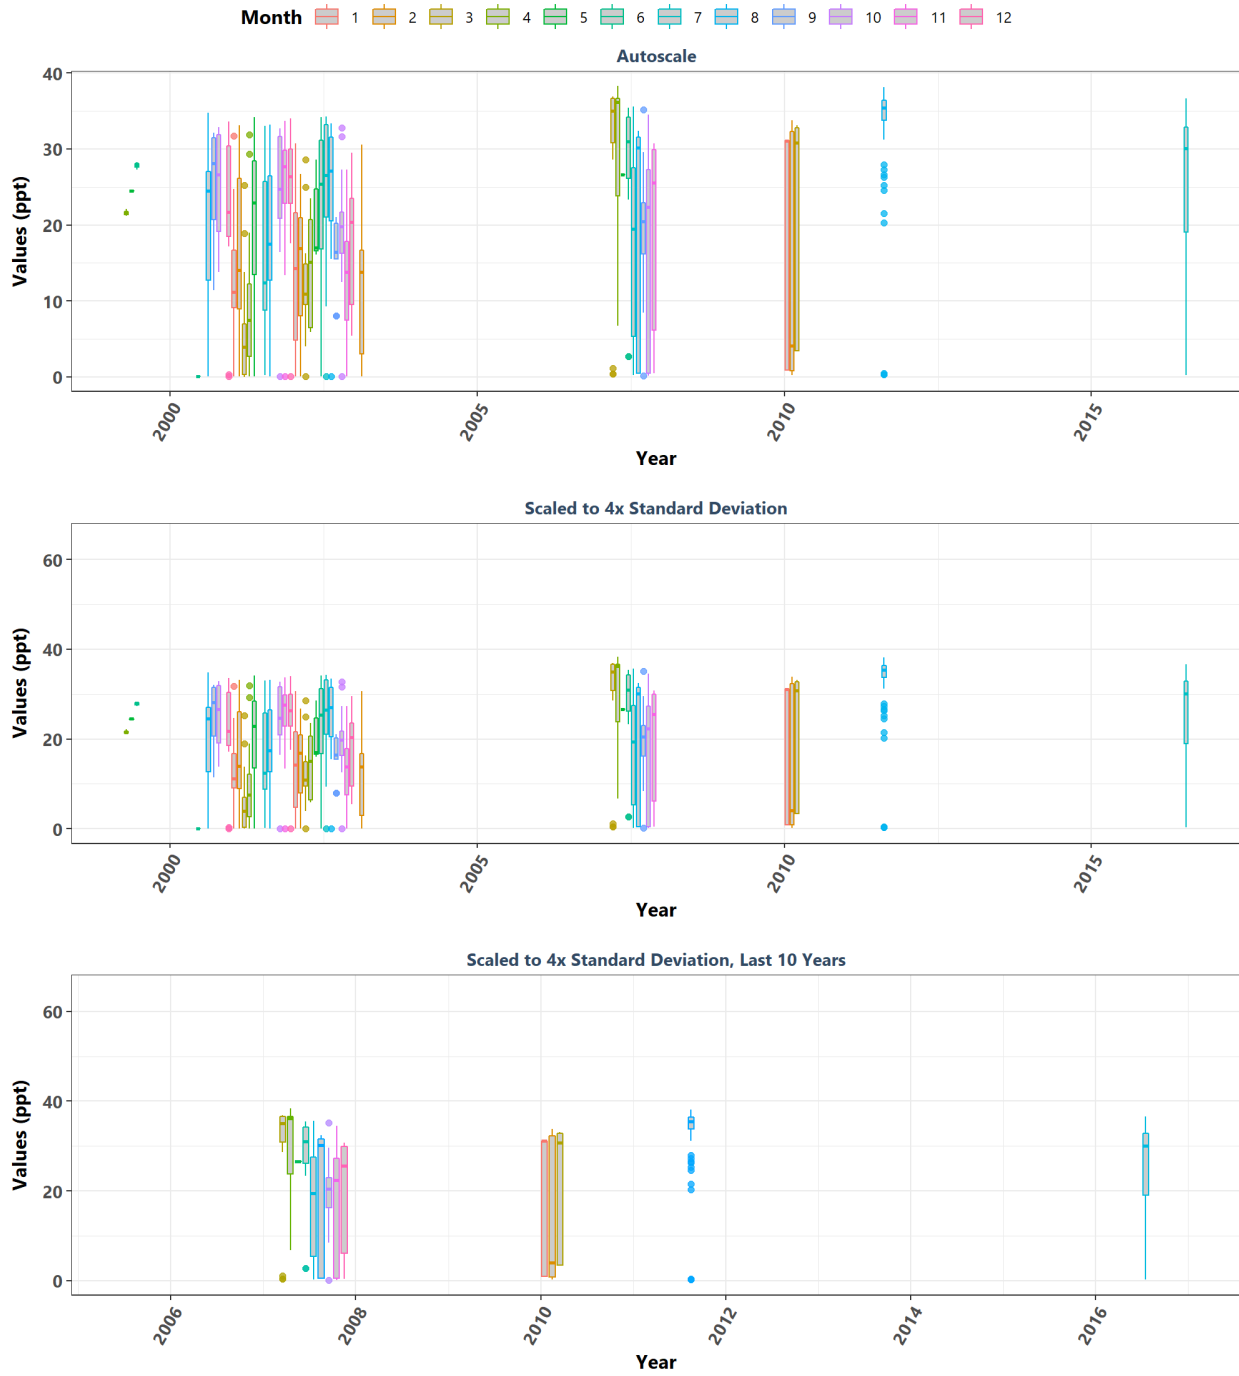 Month 1 2 3 4 5 6 7 8 9 10 11 12
Autoscale
40
30
20
10
0
Values (ppt)
2000 2005 2010 2015
Year
Scaled to 4x Standard Deviation
60
40
20
0
Values (ppt)
2000 2005 2010 2015
Year
Scaled to 4x Standard Deviation, Last 10 Years
60
40
20
0
Values (ppt)
2006 2008 2010 2012 2014 2016
Year